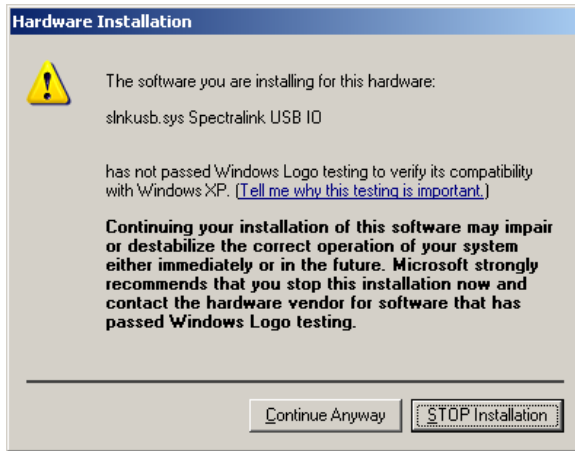 Hardware Installation
The software you are installing for this hardware:
slnkusb.sys Spectralink USB IO
has not passed Windows Logo testing to verify its compatibility
with Windows XP. (Tell me why this testing is important.)
Continuing your installation of this software may impair
or destabilize the correct operation of your system
either immediately or in the future. Microsoft strongly
recommends that you stop this installation now and
contact the hardware vendor for software that has
passed Windows Logo testing.
Continue Anyway
STOP Installation